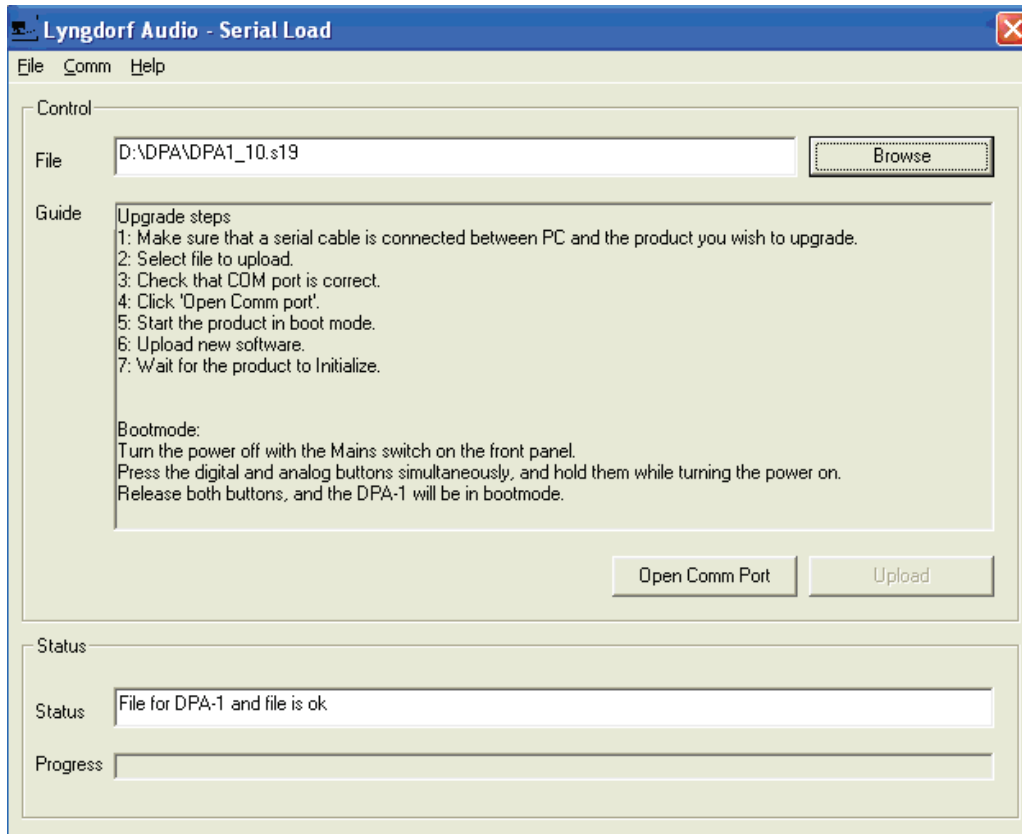 Lyngdorf Audio - Serial Load
File Comm Help
Control
File D:\DPA\DPA1_10.s19 Browse
Guide
Upgrade steps
1: Make sure that a serial cable is connected between PC and the product you wish to upgrade.
2: Select file to upload.
3: Check that COM port is correct.
4: Click 'Open Comm port'.
5: Start the product in boot mode.
6: Upload new software.
7: Wait for the product to Initialize.
Bootmode:
Turn the power off with the Mains switch on the front panel.
Press the digital and analog buttons simultaneously, and hold them while turning the power on.
Release both buttons, and the DPA-1 will be in bootmode.
Open Comm Port Upload
Status
Status File for DPA-1 and file is ok
Progress